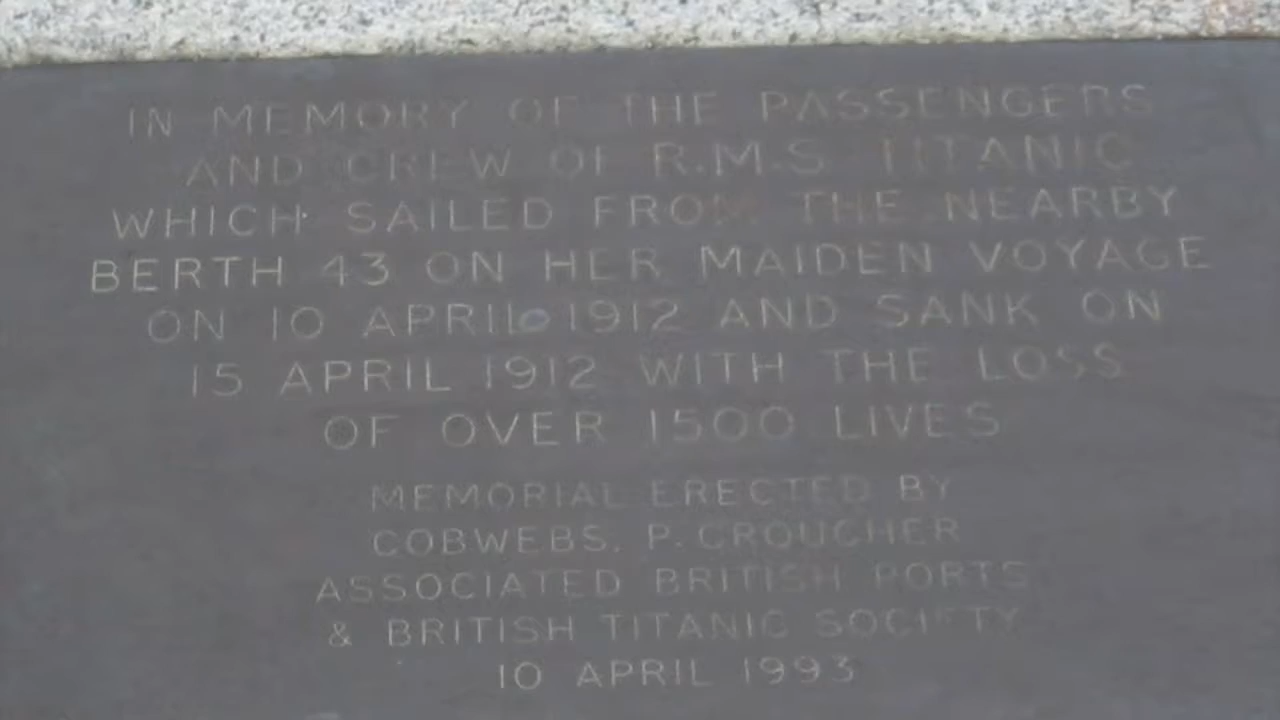 IN MEMORY OF THE PASSENGERS
AND CREW OF R.M.S TITANIC
WHICH SAILED FROM THE NEARBY
BERTH 43 ON HER MAIDEN VOYAGE
ON 10 APRIL 1912 AND SANK ON
15 APRIL 1912 WITH THE LOSS
OF OVER 1500 LIVES
MEMORIAL ERECTED BY
COBWEBS. P. CROUCHER
ASSOCIATED BRITISH PORTS
& BRITISH TITANIC SOCIETY
10 APRIL 1993